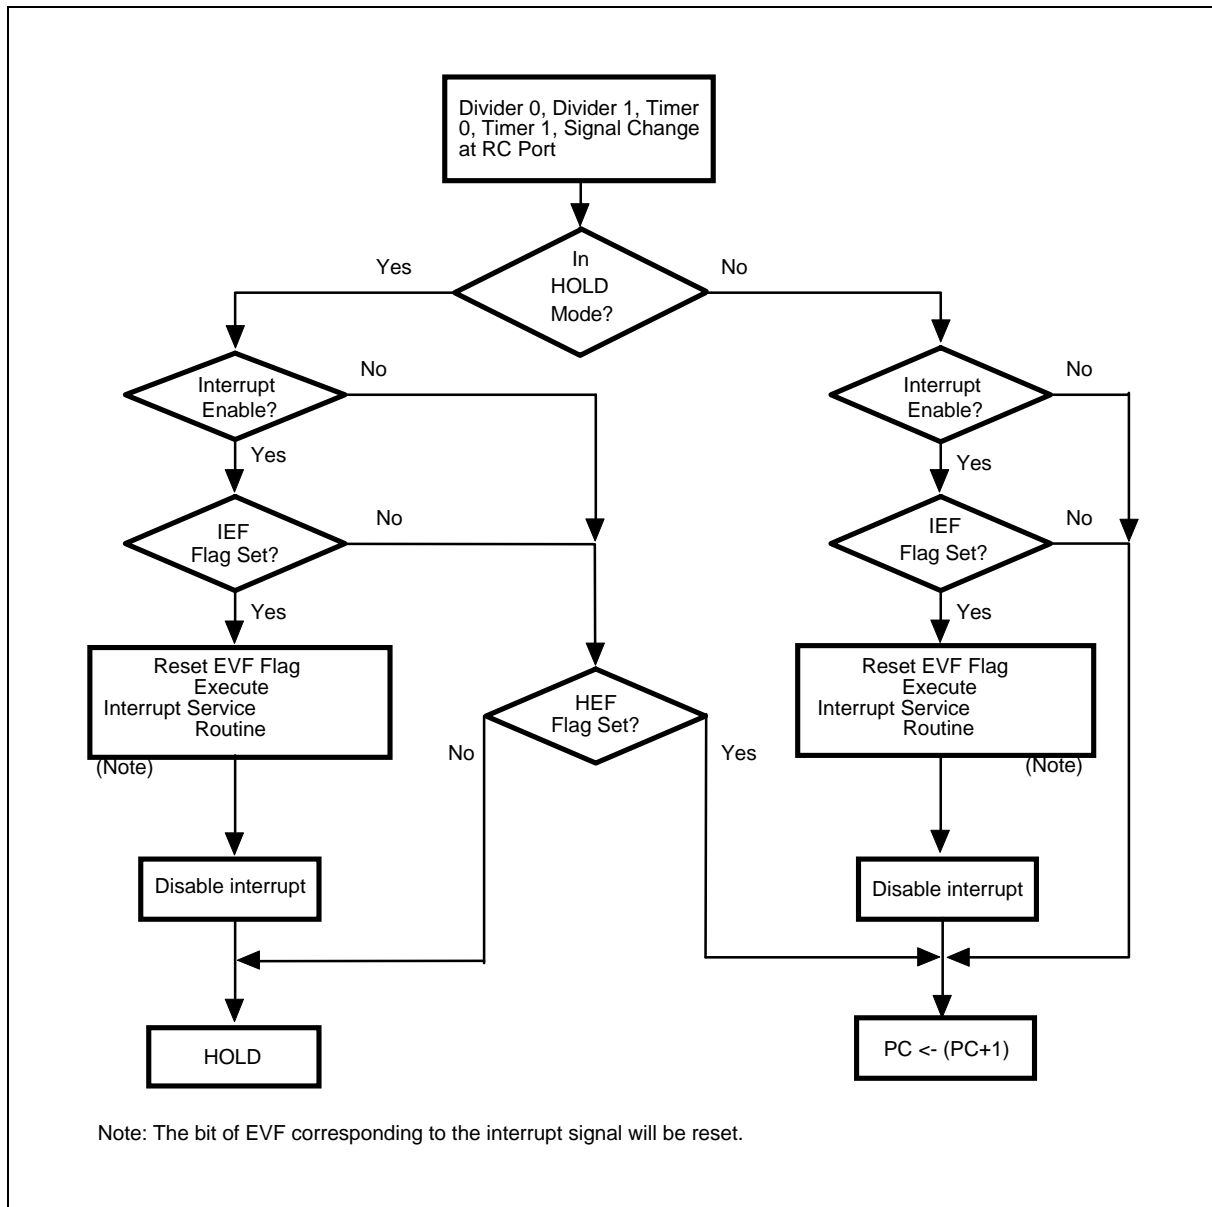 Divider 0, Divider 1, Timer
0, Timer 1, Signal Change
at RC Port
In
HOLD
Mode?
Yes
No
Interrupt
Enable?
No
Yes
IEF
Flag Set?
No
Yes
Reset EVF Flag
Execute
Interrupt Service
Routine
(Note)
Disable interrupt
HOLD
HEF
Flag Set?
No
Yes
Interrupt
Enable?
No
Yes
IEF
Flag Set?
No
Yes
Reset EVF Flag
Execute
Interrupt Service
Routine
(Note)
Disable interrupt
PC <- (PC+1)
Note: The bit of EVF corresponding to the interrupt signal will be reset.